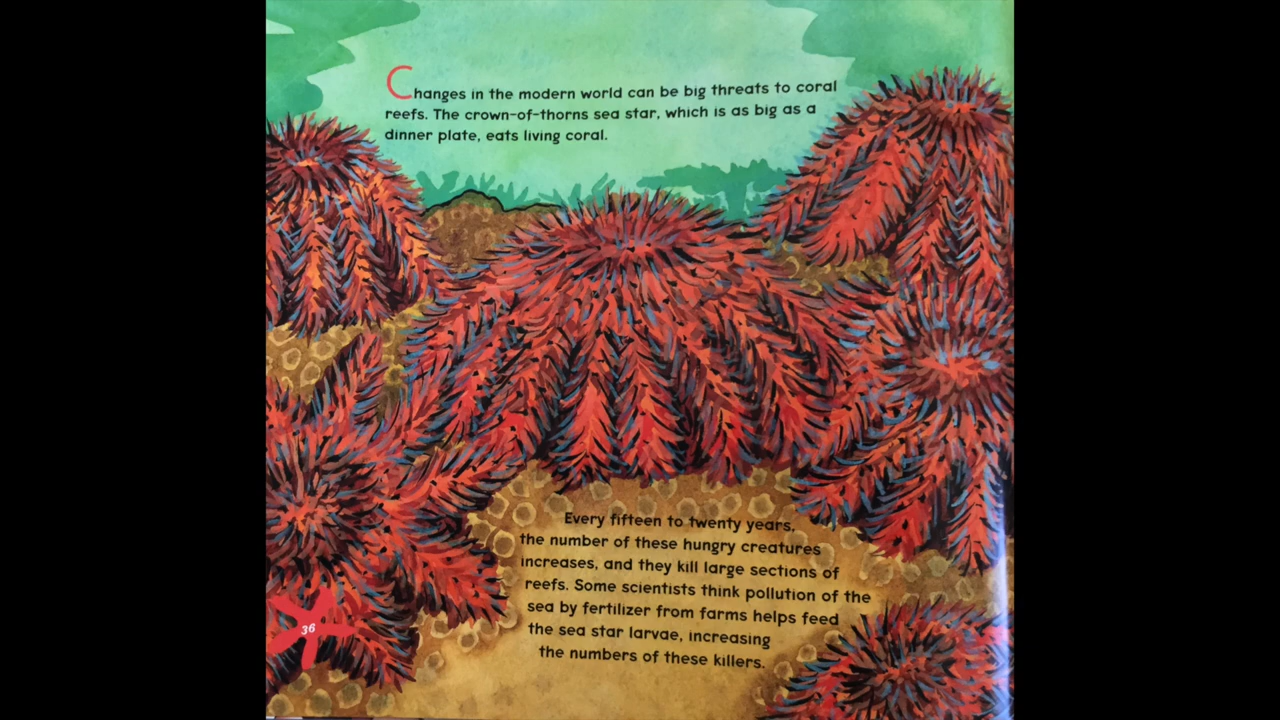 Changes in the modern world can be big threats to coral
reefs. The crown-of-thorns sea star, which is as big as a
dinner plate, eats living coral.
Every fifteen to twenty years,
the number of these hungry creatures
increases, and they kill large sections of
reefs. Some scientists think pollution of the
sea by fertilizer from farms helps feed
the sea star larvae, increasing
the numbers of these killers.
36